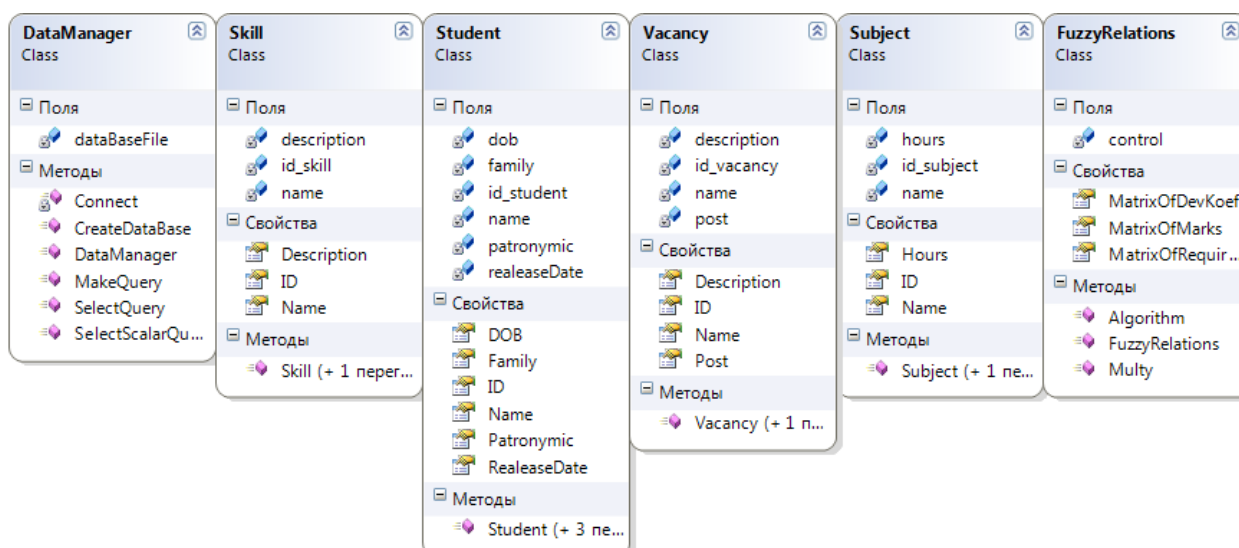 DataManager
Class
Поля
dataBaseFile
Методы
Connect
CreateDataBase
DataManager
MakeQuery
SelectQuery
SelectScalarQu...
Skill
Class
Поля
description
id_skill
name
Свойства
Description
ID
Name
Методы
Skill (+ 1 перег...
Student
Class
Поля
dob
family
id_student
name
patronymic
realeaseDate
Свойства
DOB
Family
ID
Name
Patronymic
RealeaseDate
Методы
Student (+ 3 пе...
Vacancy
Class
Поля
description
id_vacancy
name
post
Свойства
Description
ID
Name
Post
Методы
Vacancy (+ 1 п...
Subject
Class
Поля
hours
id_subject
name
Свойства
Hours
ID
Name
Методы
Subject (+ 1 пе...
FuzzyRelations
Class
Поля
control
Свойства
MatrixOfDevKoef
MatrixOfMarks
MatrixOfRequir...
Методы
Algorithm
FuzzyRelations
Multy